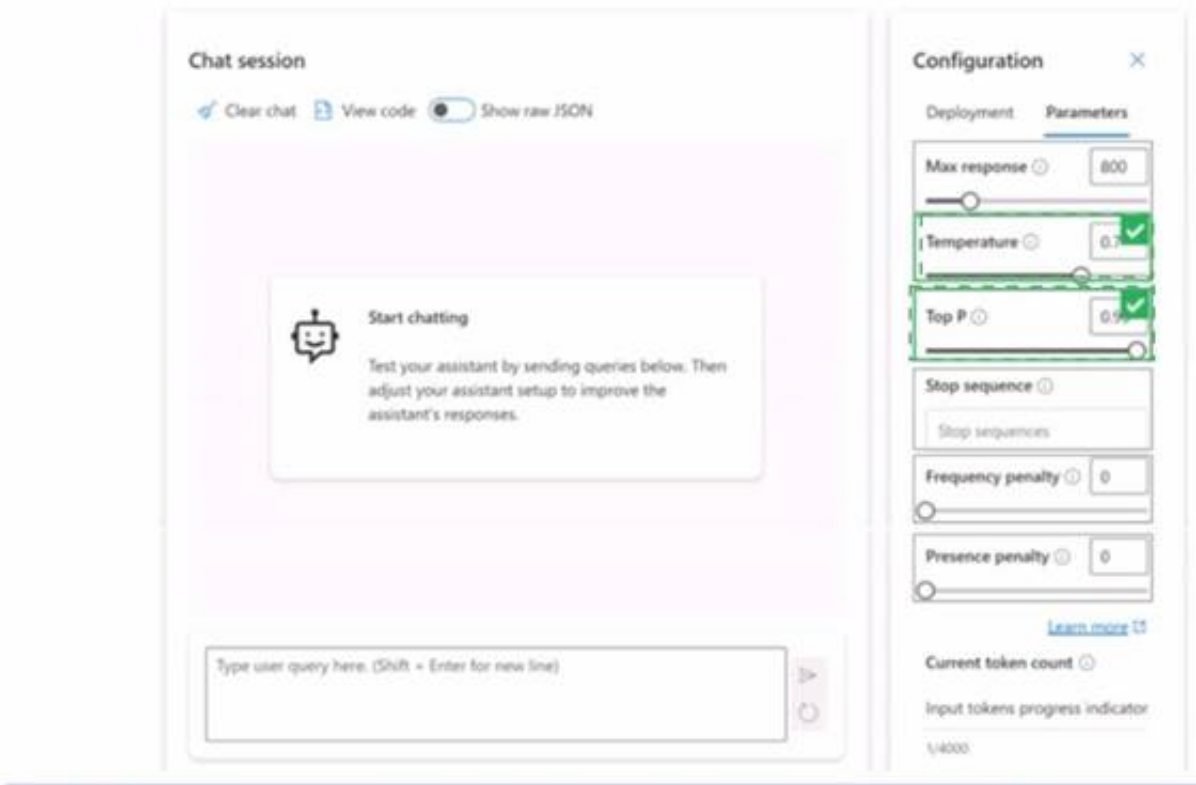 Chat session
Clear chat View code Show raw JSON
Start chatting
Test your assistant by sending queries below. Then
adjust your assistant setup to improve the
assistant's responses.
Type user query here. (Shift + Enter for new line)
Configuration
Deployment Parameters
Max response 800
Temperature 0.7
Top P
Stop sequence
Stop sequences
Frequency penalty 0
Presence penalty 0
Learn more
Current token count
Input tokens progress indicator
1/4000